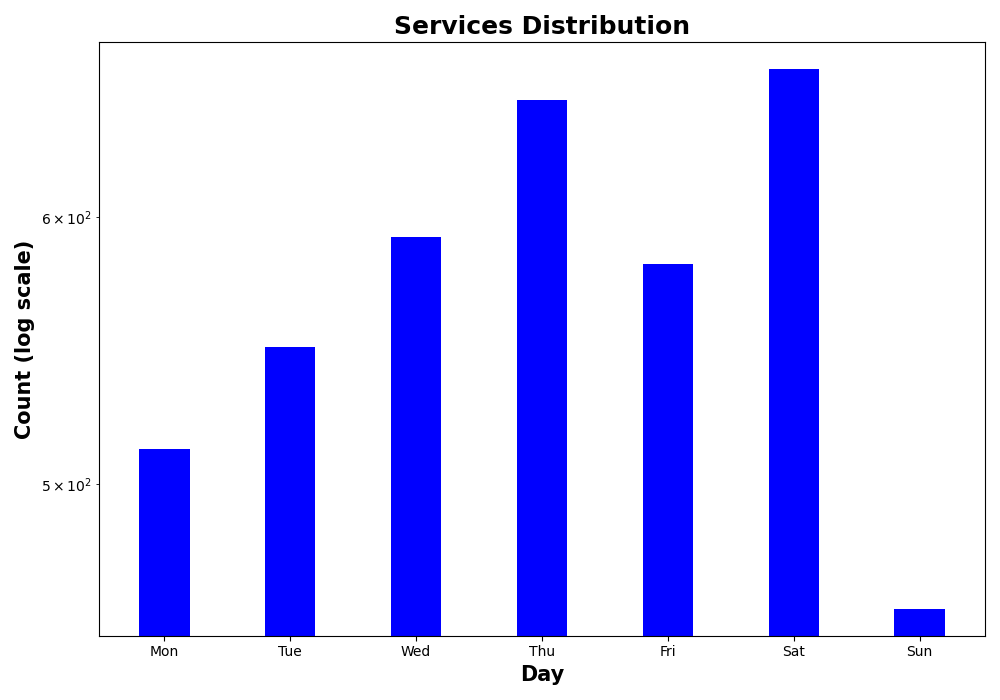 Services Distribution
Count (log scale)
6 × 10²
5 × 10²
Mon Tue Wed Thu Fri Sat Sun
Day